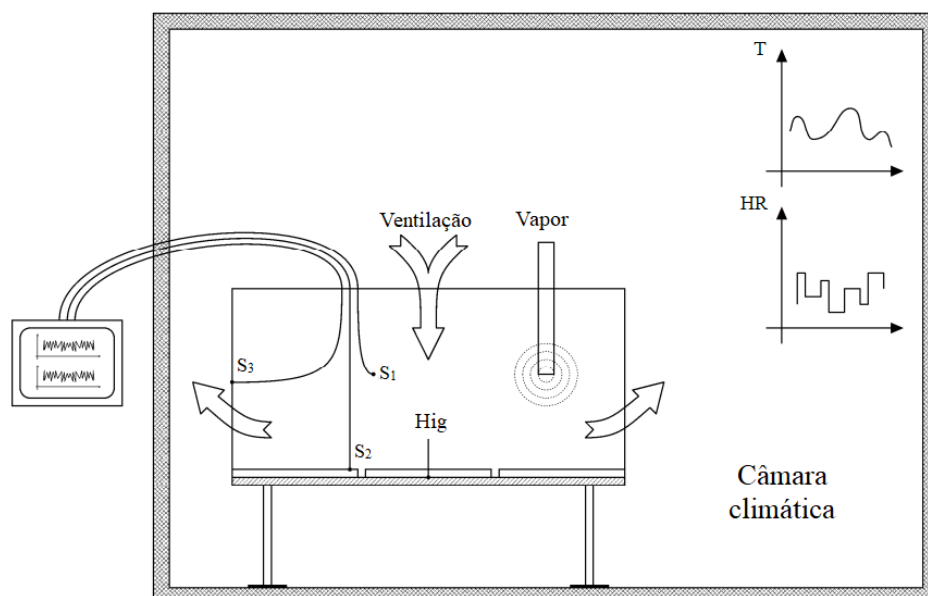 T
HR
Ventilação
Vapor
S3
S1
Hig
S2
Câmara
climática